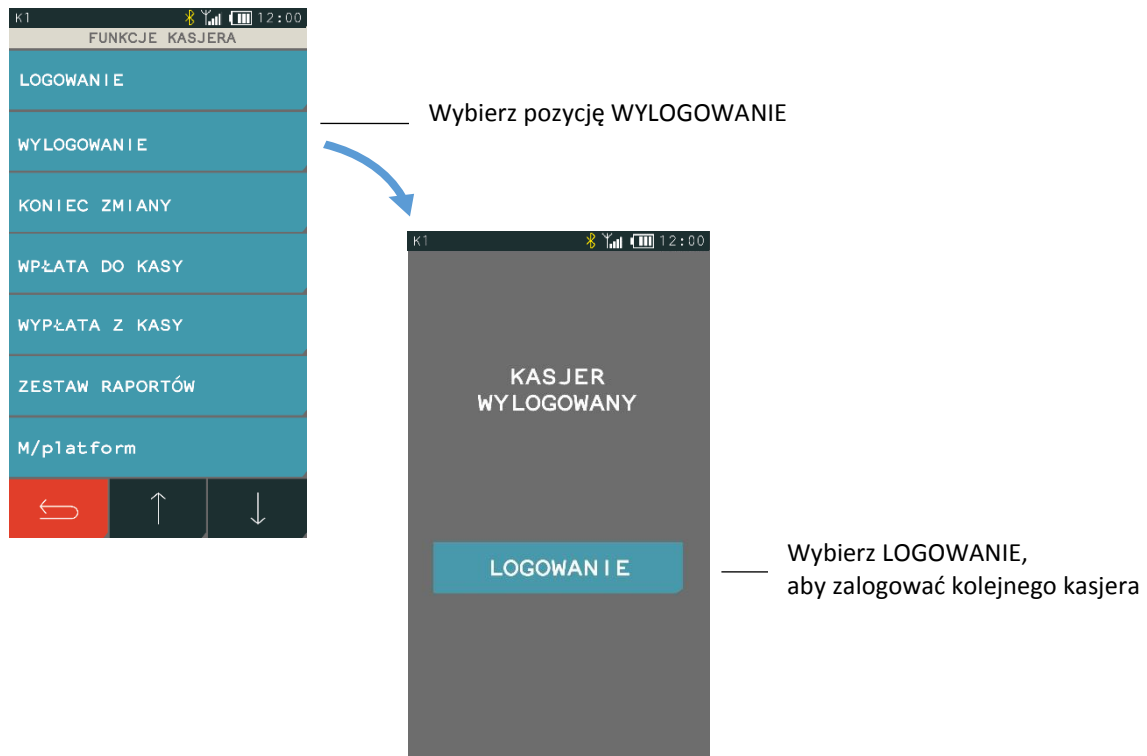 K1 12:00
FUNKCJE KASJERA
LOGOWANIE
WYLOGOWANIE
KONIEC ZMIANY
WPŁATA DO KASY
WYPŁATA Z KASY
ZESTAW RAPORTÓW
M/platform
Wybierz pozycję WYLOGOWANIE
K1 12:00
KASJER
WYLOGOWANY
LOGOWANIE
Wybierz LOGOWANIE,
aby zalogować kolejnego kasjera